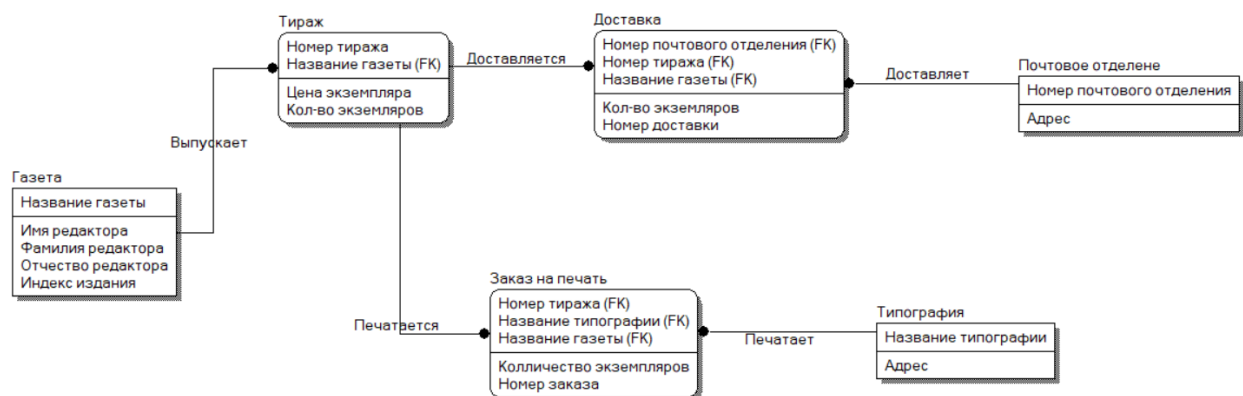 Тираж
Номер тиража
Название газеты (FK)
Цена экземпляра
Кол-во экземляров
Доставляется
Доставка
Номер почтового отделения (FK)
Номер тиража (FK)
Название газеты (FK)
Кол-во экземляров
Номер доставки
Доставляет
Почтовое отделене
Номер почтового отделения
Адрес
Выпускает
Газета
Название газеты
Имя редактора
Фамилия редактора
Отчество редактора
Индекс издания
Печатается
Заказ на печать
Номер тиража (FK)
Название типографии (FK)
Название газеты (FK)
Колличество экземпляров
Номер заказа
Печатает
Типография
Название типографии
Адрес